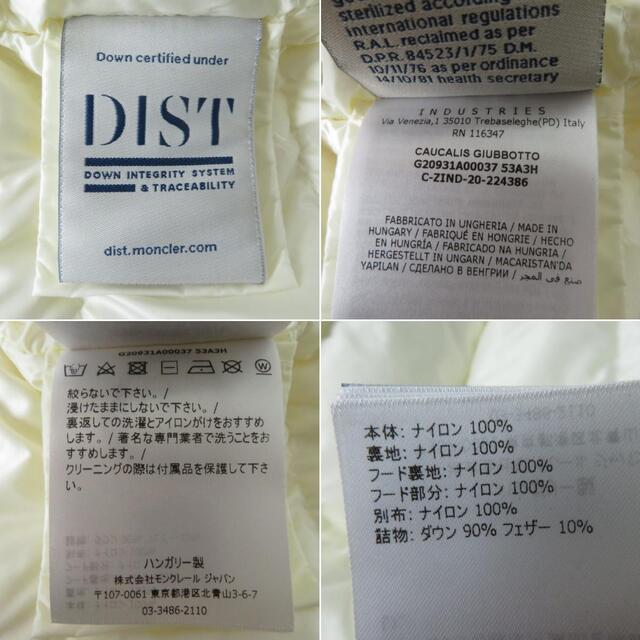 Down certified under
DIST
DOWN INTEGRITY SYSTEM
& TRACEABILITY
dist.moncler.com
sterilized according
international regulations
R.A.L. reclaimed as per
D.P.R. 84523/1/75 D.M.
10/11/76 as per ordinance
14/10/81 health secretary
INDUSTRIES
Via Venezia,1 35010 Trebaseleghe(PD) Italy
RN 116347
CAUCALIS GIUBBOTTO
G20931A00037 53A3H
C-ZIND-20-224386
FABBRICATO IN UNGHERIA / MADE IN
HUNGARY / FABRIQUÉ EN HONGRIE / HECHO
EN HUNGRÍA / FABRICADO NA HUNGRIA /
HERGESTELLT IN UNGARN / MACARISTAN'DA
YAPILAN / СДЕЛАНО В ВЕНГРИИ / صنع في المجر
G20931A00037 53A3H
絞らないで下さい。/
浸けたままにしないで下さい。/
裏返しての洗濯とアイロンがけをおすすめ
します。/ 著名な専門業者で洗うことをお
すすめします。/
クリーニングの際は付属品を保護して下さ
い。
ハンガリー製
株式会社モンクレール ジャパン
〒107-0061 東京都港区北青山3-6-7
03-3486-2110
本体: ナイロン 100%
裏地: ナイロン 100%
フード裏地: ナイロン 100%
フード部分: ナイロン 100%
別布: ナイロン 100%
詰物: ダウン 90% フェザー 10%